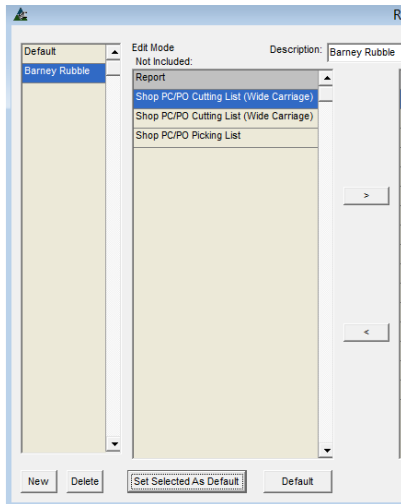 R
Default
Barney Rubble
Edit Mode
Description: Barney Rubble
Not Included:
Report
Shop PC/PO Cutting List (Wide Carriage)
Shop PC/PO Cutting List (Wide Carriage)
Shop PC/PO Picking List
>
<
New
Delete
Set Selected As Default
Default